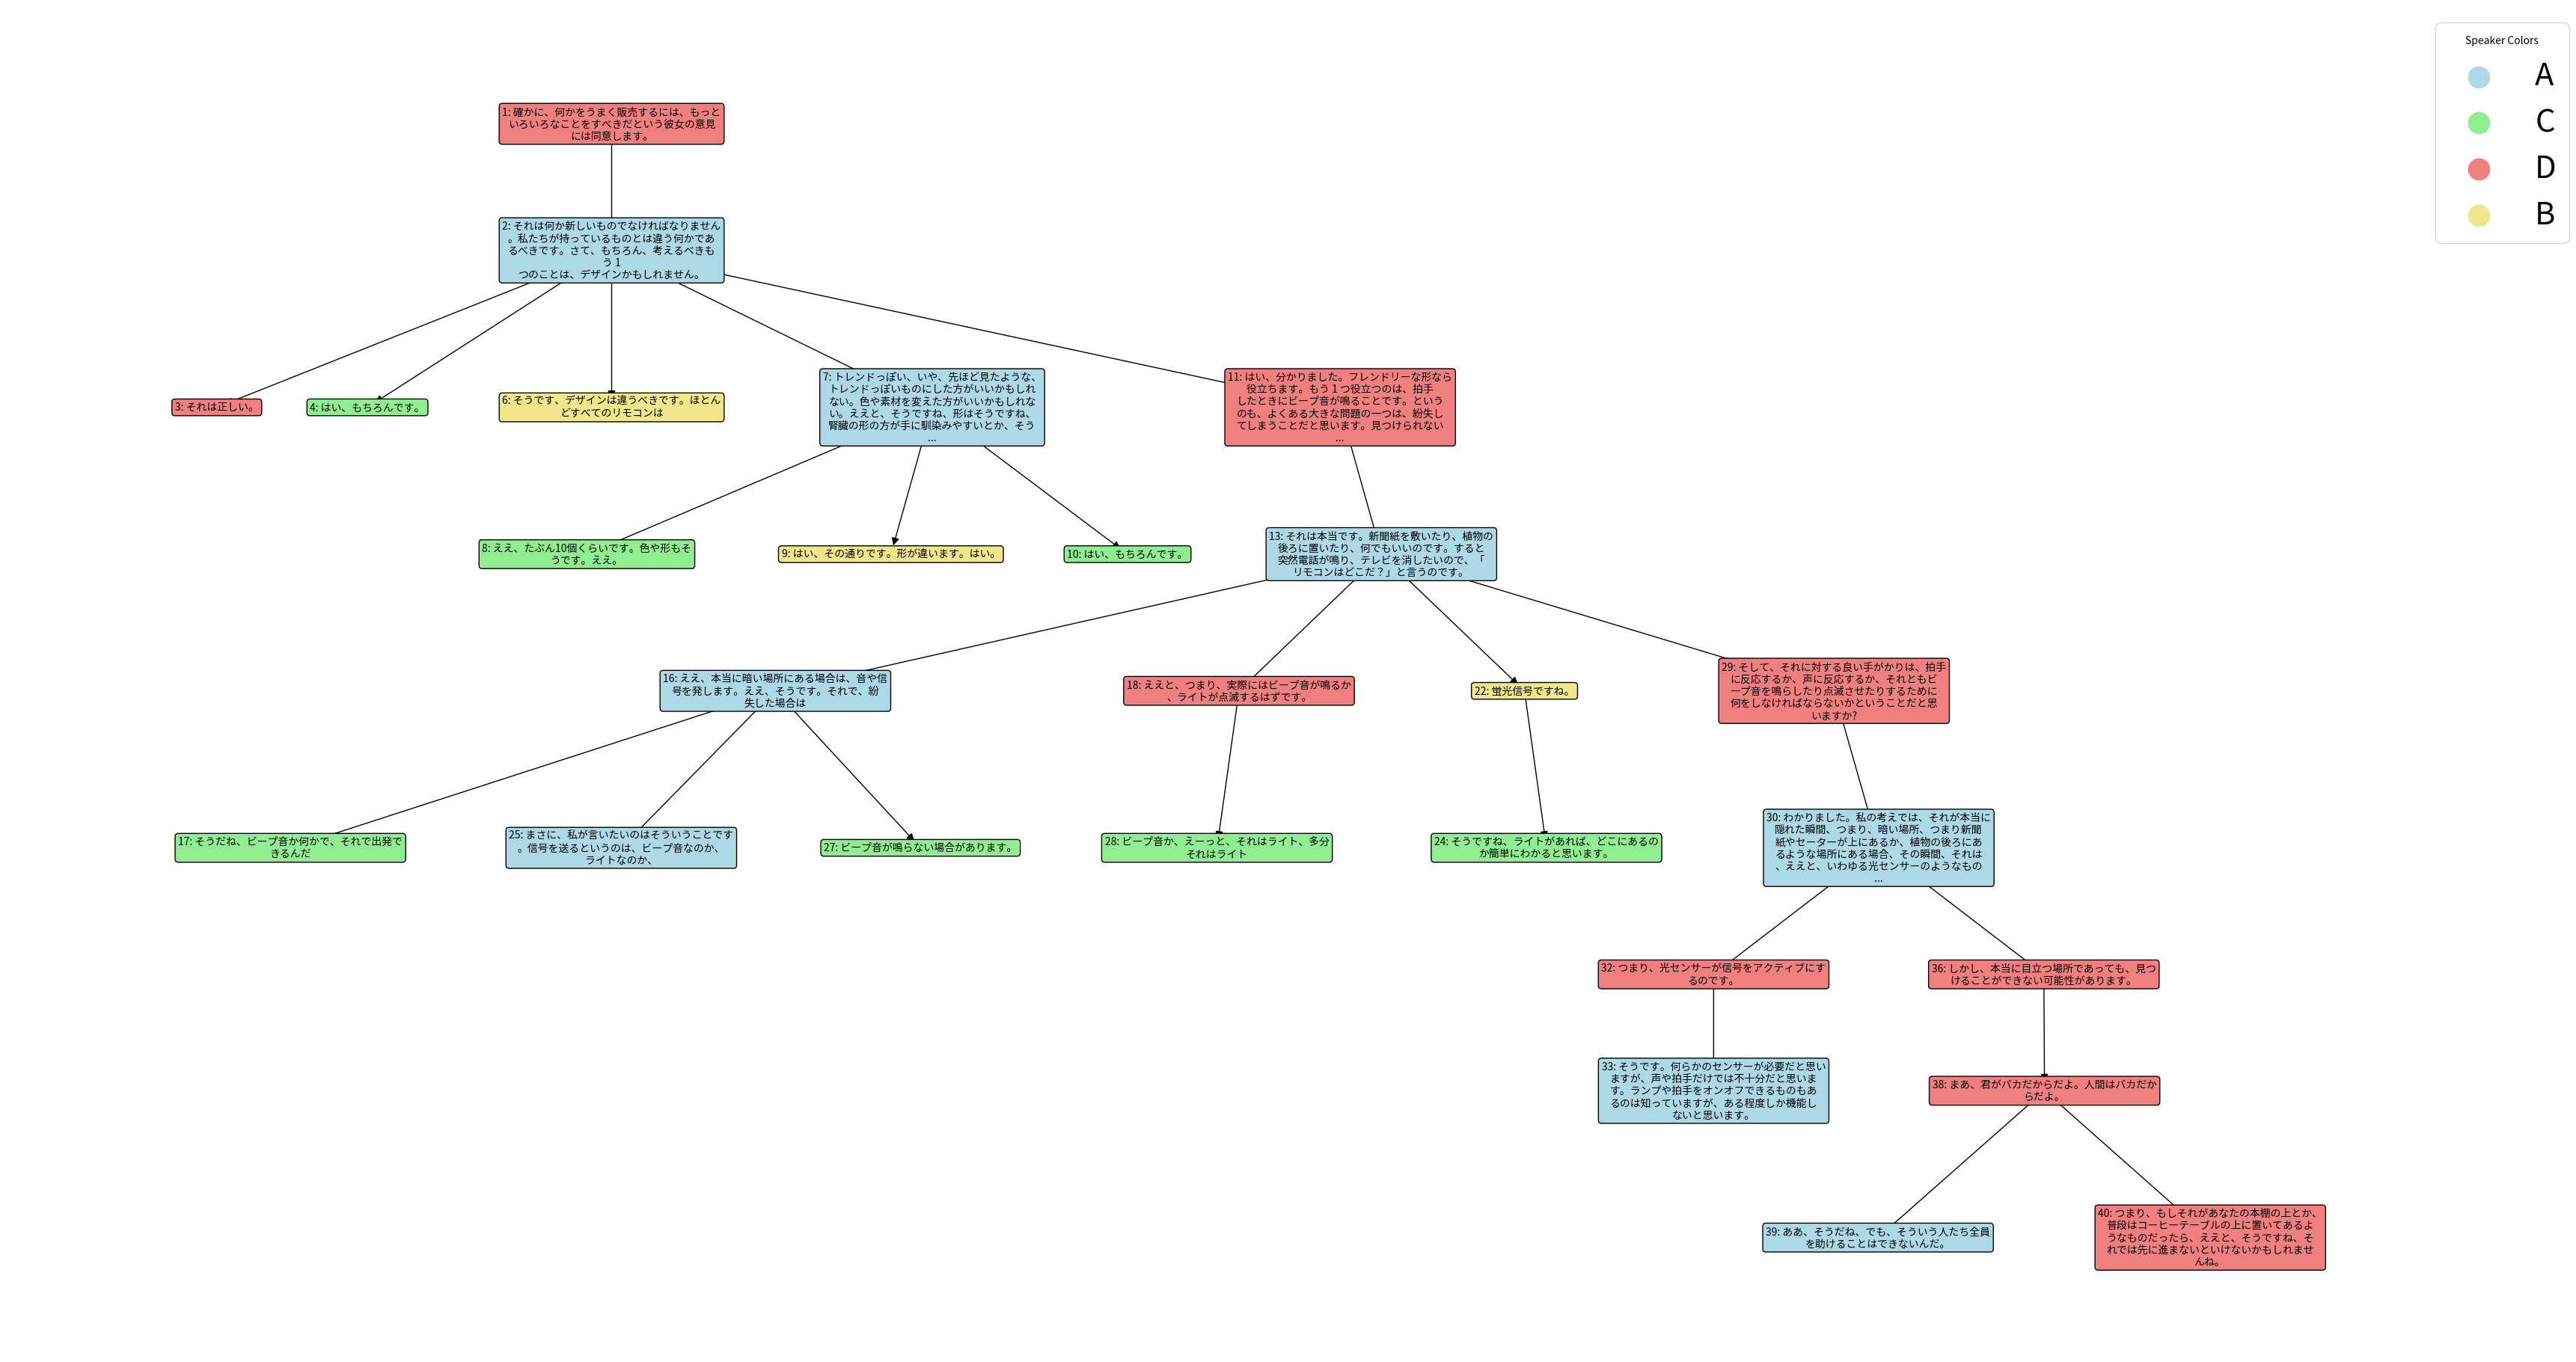 Speaker Colors
A
C
D
B
1: 確かに、何かをうまく販売するには、もっと
いろいろなことをすべきだという彼女の意見
には同意します。
2: それは何か新しいものでなければなりません
。私たちが持っているものとは違う何かであ
るべきです。さて、もちろん、考えるべきも
う 1
つのことは、デザインかもしれません。
3: それは正しい。
4: はい、もちろんです。
6: そうです、デザインは違うべきです。ほとん
どすべてのリモコンは
7: トレンドっぽい、いや、先ほど見たような、
トレンドっぽいものにした方がいいかもしれ
ない。色や素材を変えた方がいいかもしれな
い。ええと、そうですね、形はそうですね、
腎臓の形の方が手に馴染みやすいとか、そう
...
11: はい、分かりました。フレンドリーな形なら
役立ちます。もう 1 つ役立つのは、拍手
したときにビープ音が鳴ることです。という
のも、よくある大きな問題の一つは、紛失し
てしまうことだと思います。見つけられない
...
8: ええ、たぶん10個くらいです。色や形もそ
うです。ええ。
9: はい、その通りです。形が違います。はい。
10: はい、もちろんです。
13: それは本当です。新聞紙を敷いたり、植物の
後ろに置いたり、何でもいいのです。すると
突然電話が鳴り、テレビを消したいので、「
リモコンはどこだ？」と言うのです。
16: ええ、本当に暗い場所にある場合は、音や信
号を発します。ええ、そうです。それで、紛
失した場合は
18: ええと、つまり、実際にはビープ音が鳴るか
、ライトが点滅するはずです。
22: 蛍光信号ですね。
29: そして、それに対する良い手がかりは、拍手
に反応するか、声に反応するか、それともビ
ープ音を鳴らしたり点滅させたりするために
何をしなければならないかということだと思
いますか?
17: そうだね、ビープ音か何かで、それで出発で
きるんだ
25: まさに、私が言いたいのはそういうことです
。信号を送るというのは、ビープ音なのか、
ライトなのか、
27: ビープ音が鳴らない場合があります。
28: ビープ音か、えーっと、それはライト、多分
それはライト
24: そうですね、ライトがあれば、どこにあるの
か簡単にわかると思います。
30: わかりました。私の考えでは、それが本当に
隠れた瞬間、つまり、暗い場所、つまり新聞
紙やセーターが上にあるか、植物の後ろにあ
るような場所にある場合、その瞬間、それは
、ええと、いわゆる光センサーのようなもの
...
32: つまり、光センサーが信号をアクティブにす
るのです。
36: しかし、本当に目立つ場所であっても、見つ
けることができない可能性があります。
33: そうです。何らかのセンサーが必要だと思い
ますが、声や拍手だけでは不十分だと思いま
す。ランプや拍手をオンオフできるものもあ
るのは知っていますが、ある程度しか機能し
ないと思います。
38: まあ、君がバカだからだよ。人間はバカだか
らだよ。
39: ああ、そうだね、でも、そういう人たち全員
を助けることはできないんだ。
40: つまり、もしそれがあなたの本棚の上とか、
普段はコーヒーテーブルの上に置いてあるよ
うなものだったら、ええと、そうですね、そ
れでは先に進まないといけないかもしれませ
んね。